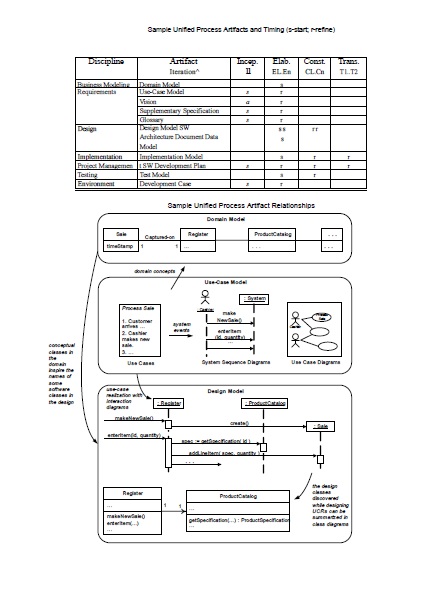 Sample Unified Process Artifacts and Timing (s-start; r-refine)
Discipline Artifact Incep. Elab. Const. Trans.
Iteration^ Il EL.En CL.Cn T1.T2
Business Modeling Domain Model s
Requirements Use-Case Model s r
Vision a r
Supplementary Specification s r
Glossary s r
Design Design Model SW s s r r
Architecture Document Data s
Model
Implementation Implementation Model s r r
Project Managemen t SW Development Plan s r r r
Testing Test Model s r
Environment Development Case s r
Sample Unified Process Artifact Relationships
Domain Model
Sale Captured-on Register ProductCatalog . . .
timeStamp 1 1 ... . . . . . .
domain concepts
Use-Case Model
: System
Process Sale
1. Customer
arrives ...
2. Cashier
makes new
sale.
3. ...
system
events
Cashier
make
NewSale()
enterItem
(id, quantity)
...
Process
Sale
Cashier
Use Cases System Sequence Diagrams Use Case Diagrams
conceptual
classes in
the
domain
inspire the
names of
some
software
classes in
the design
Design Model
use-case
realization with
interaction
diagrams
: Register : ProductCatalog
makeNewSale() create() : Sale
enterItem(id, quantity)
spec := getSpecification( id )
addLineItem( spec, quantity )
. . .
Register
...
makeNewSale()
enterItem(...)
...
1 1
ProductCatalog
...
getSpecification(...) : ProductSpecification
...
the design
classes
discovered
while designing
UCRs can be
summarized in
class diagrams